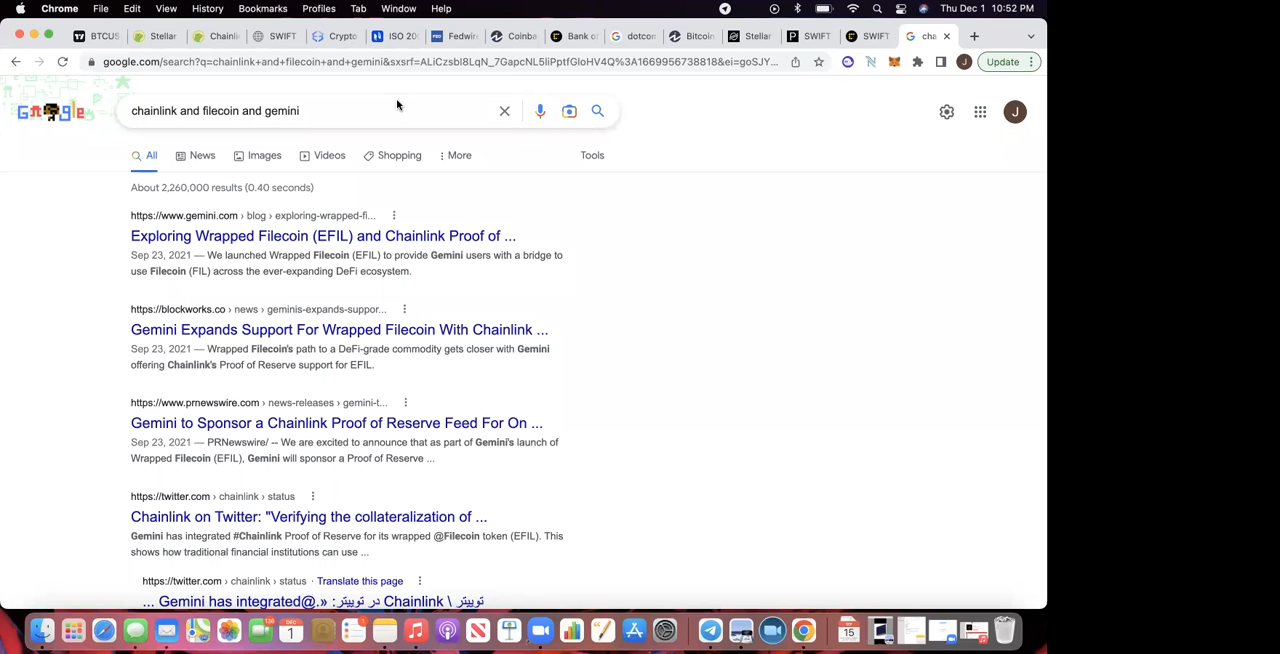 Chrome File Edit View History Bookmarks Profiles Tab Window Help Thu Dec 1 10:52 PM
BTCUS Stellar Chainli SWIFT Crypto ISO 20 Fedwir Coinba Bank of dotcon Bitcoin Stellar SWIFT SWIFT cha
google.com/search?q=chainlink+and+filecoin+and+gemini&sxsrf=ALiCzsbI8LqN_7GapcNL5liPptfGloHV4Q%3A1669956738818&ei=goSJY... J Update
chainlink and filecoin and gemini J
All News Images Videos Shopping More Tools
About 2,260,000 results (0.40 seconds)
https://www.gemini.com › blog › exploring-wrapped-fi...
Exploring Wrapped Filecoin (EFIL) and Chainlink Proof of ...
Sep 23, 2021 — We launched Wrapped Filecoin (EFIL) to provide Gemini users with a bridge to
use Filecoin (FIL) across the ever-expanding DeFi ecosystem.
https://blockworks.co › news › geminis-expands-suppor...
Gemini Expands Support For Wrapped Filecoin With Chainlink ...
Sep 23, 2021 — Wrapped Filecoin's path to a DeFi-grade commodity gets closer with Gemini
offering Chainlink's Proof of Reserve support for EFIL.
https://www.prnewswire.com › news-releases › gemini-t...
Gemini to Sponsor a Chainlink Proof of Reserve Feed For On ...
Sep 23, 2021 — PRNewswire/ -- We are excited to announce that as part of Gemini's launch of
Wrapped Filecoin (EFIL), Gemini will sponsor a Proof of Reserve ...
https://twitter.com › chainlink › status
Chainlink on Twitter: "Verifying the collateralization of ...
Gemini has integrated #Chainlink Proof of Reserve for its wrapped @Filecoin token (EFIL). This
shows how traditional financial institutions can use ...
https://twitter.com › chainlink › status · Translate this page
... Gemini has integrated@.» :توییتر در Chainlink \ توییتر
136 DEC 1 1 15